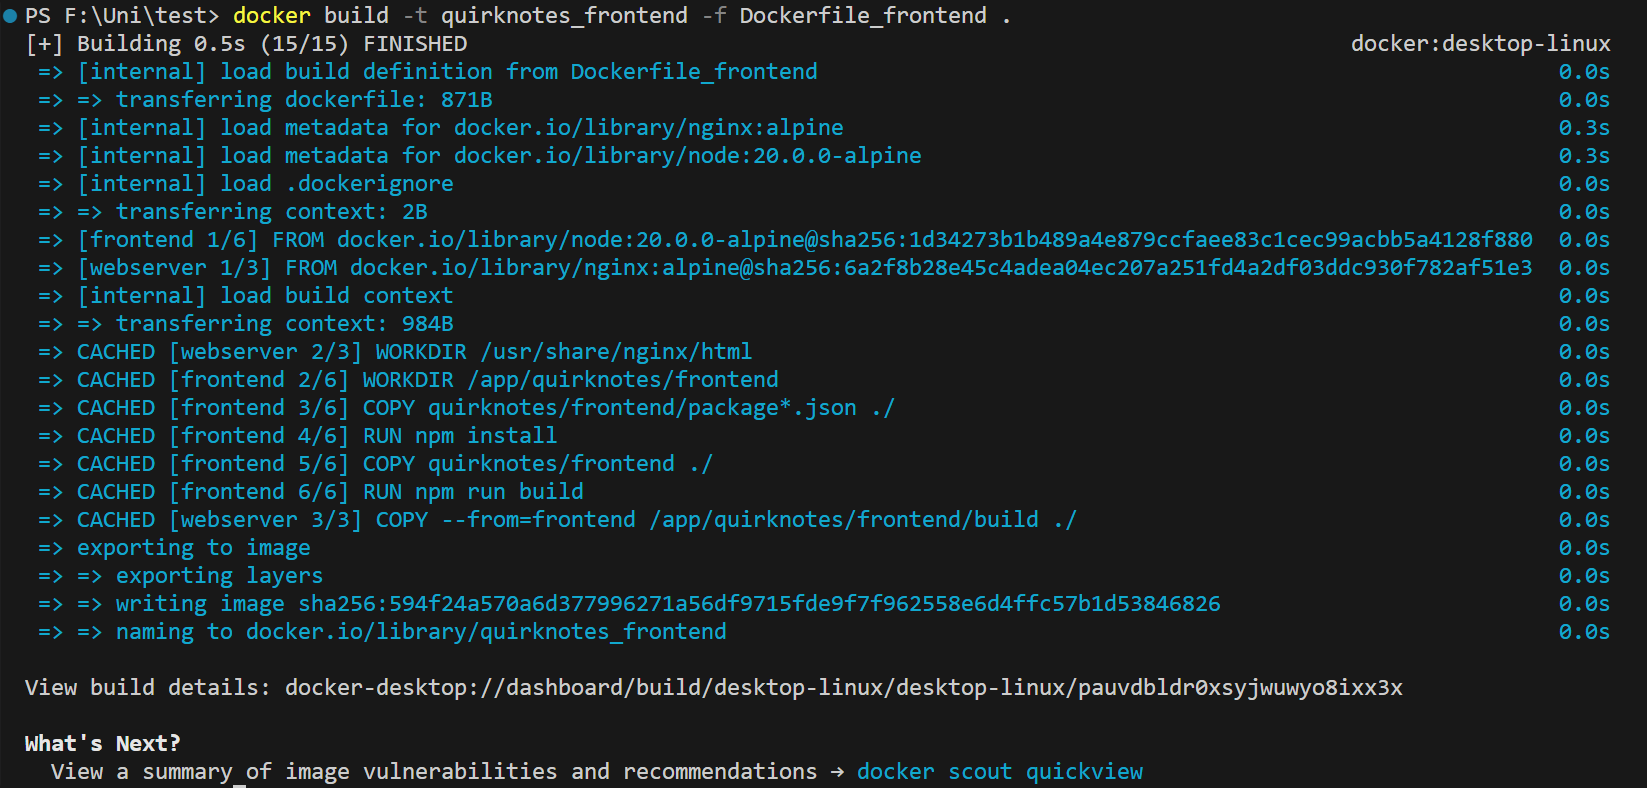 PS F:\Uni\test> docker build -t quirknotes_frontend -f Dockerfile_frontend .
[+] Building 0.5s (15/15) FINISHED docker:desktop-linux
=> [internal] load build definition from Dockerfile_frontend 0.0s
=> => transferring dockerfile: 871B 0.0s
=> [internal] load metadata for docker.io/library/nginx:alpine 0.3s
=> [internal] load metadata for docker.io/library/node:20.0.0-alpine 0.3s
=> [internal] load .dockerignore 0.0s
=> => transferring context: 2B 0.0s
=> [frontend 1/6] FROM docker.io/library/node:20.0.0-alpine@sha256:1d34273b1b489a4e879ccfaee83c1cec99acbb5a4128f880 0.0s
=> [webserver 1/3] FROM docker.io/library/nginx:alpine@sha256:6a2f8b28e45c4adea04ec207a251fd4a2df03ddc930f782af51e3 0.0s
=> [internal] load build context 0.0s
=> => transferring context: 984B 0.0s
=> CACHED [webserver 2/3] WORKDIR /usr/share/nginx/html 0.0s
=> CACHED [frontend 2/6] WORKDIR /app/quirknotes/frontend 0.0s
=> CACHED [frontend 3/6] COPY quirknotes/frontend/package*.json ./ 0.0s
=> CACHED [frontend 4/6] RUN npm install 0.0s
=> CACHED [frontend 5/6] COPY quirknotes/frontend ./ 0.0s
=> CACHED [frontend 6/6] RUN npm run build 0.0s
=> CACHED [webserver 3/3] COPY --from=frontend /app/quirknotes/frontend/build ./ 0.0s
=> exporting to image 0.0s
=> => exporting layers 0.0s
=> => writing image sha256:594f24a570a6d377996271a56df9715fde9f7f962558e6d4ffc57b1d53846826 0.0s
=> => naming to docker.io/library/quirknotes_frontend 0.0s
View build details: docker-desktop://dashboard/build/desktop-linux/desktop-linux/pauvdbldr0xsyjwuwyo8ixx3x
What's Next?
View a summary of image vulnerabilities and recommendations → docker scout quickview